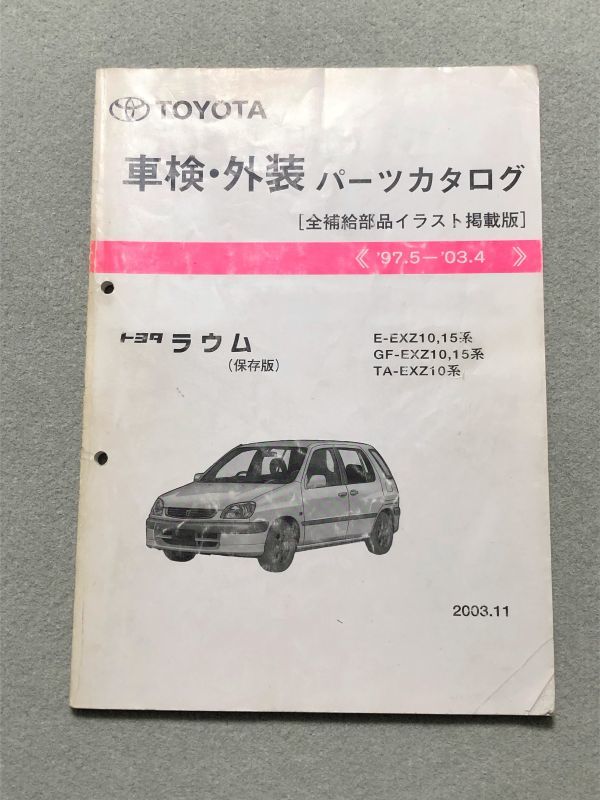 TOYOTA
車検・外装 パーツカタログ
[全補給部品イラスト掲載版]
《 '97.5－'03.4 》
トヨタ ラウム
(保存版)
E-EXZ10,15系
GF-EXZ10,15系
TA-EXZ10系
2003.11